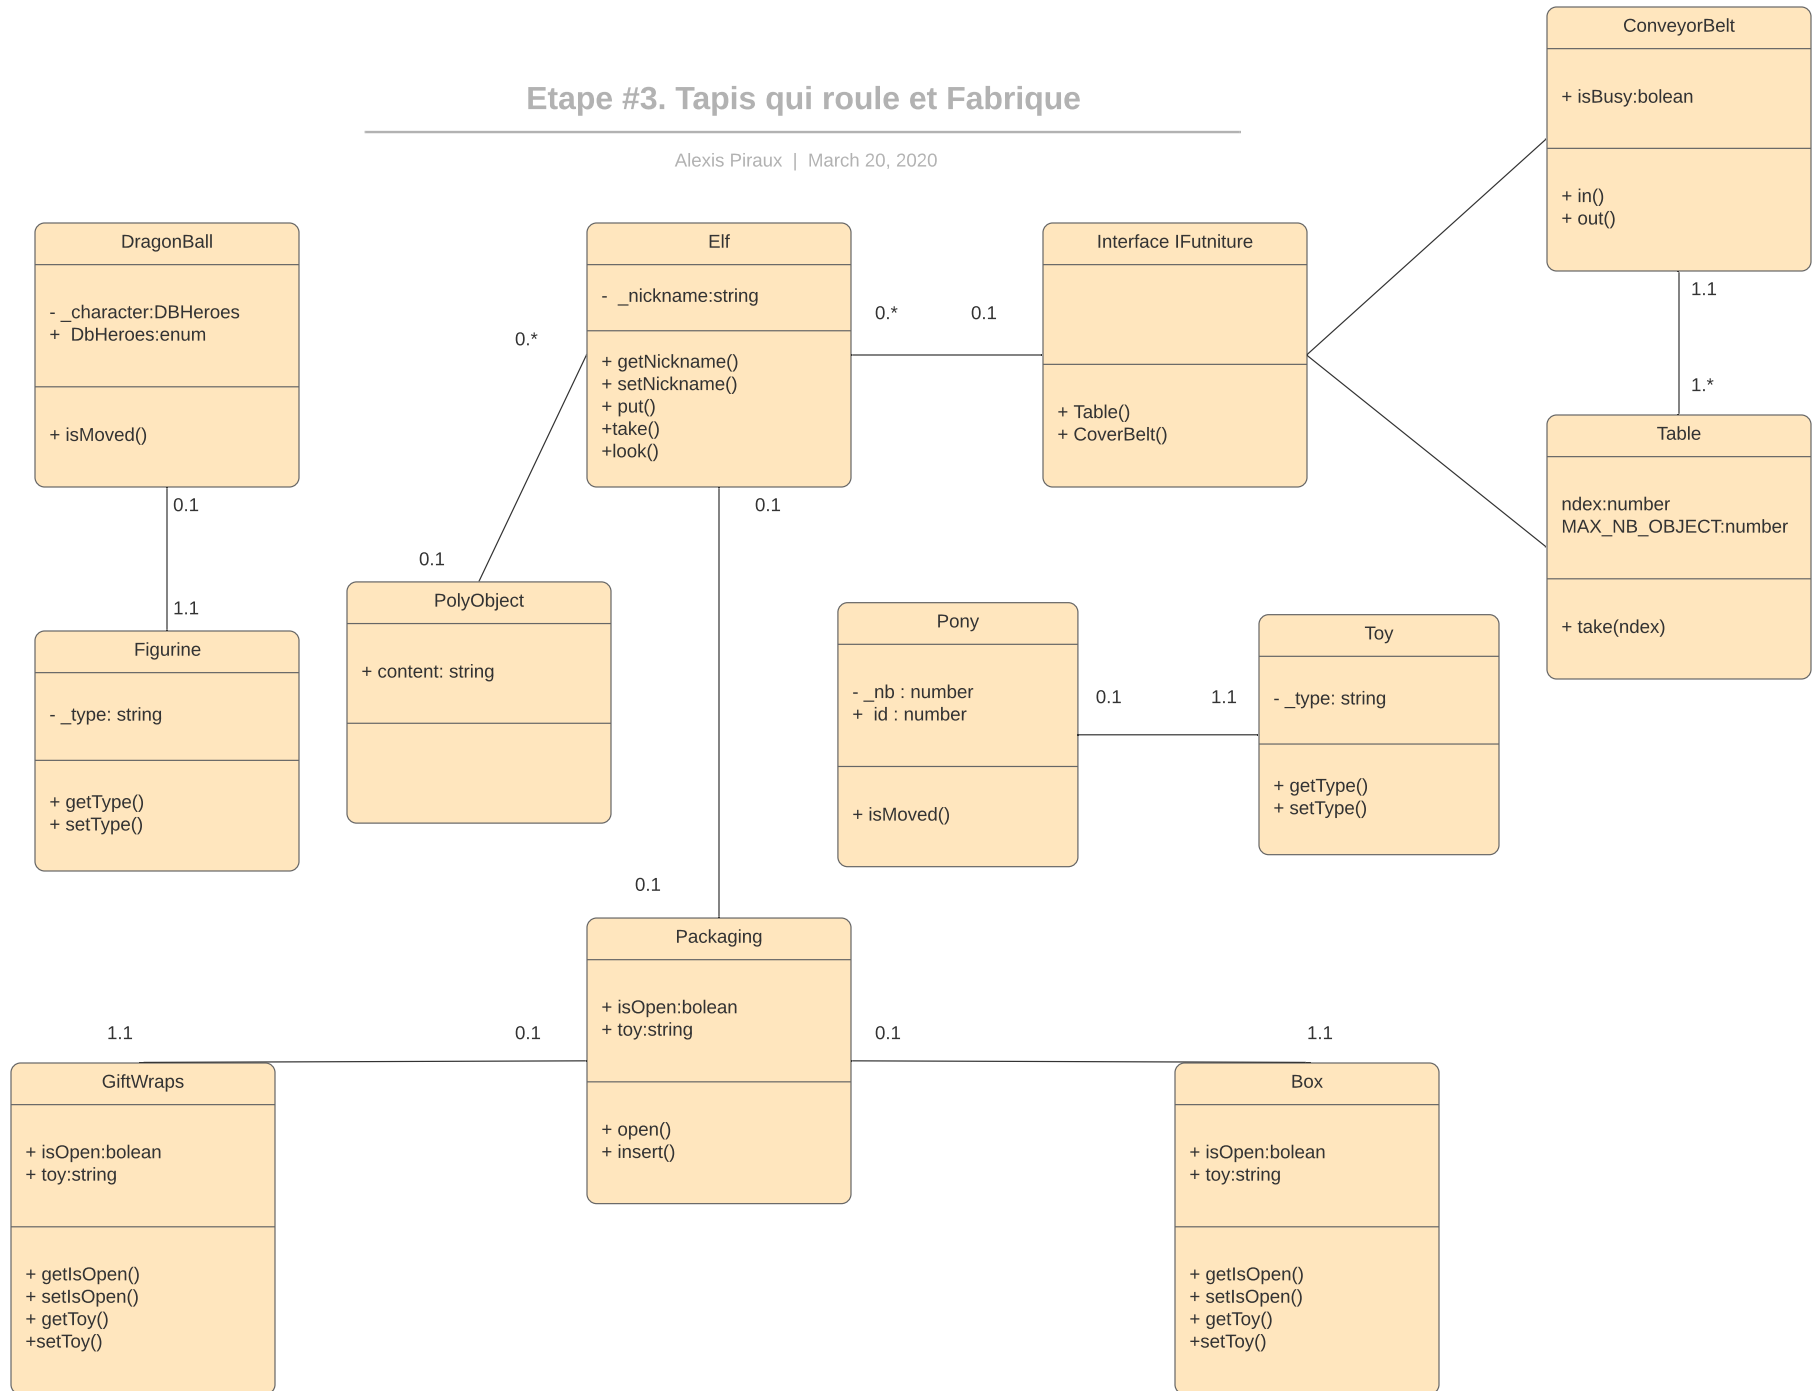 Etape #3. Tapis qui roule et Fabrique
Alexis Piraux | March 20, 2020
ConveyorBelt
+ isBusy:bolean
+ in()
+ out()
DragonBall
- _character:DBHeroes
+ DbHeroes:enum
+ isMoved()
Elf
- _nickname:string
+ getNickname()
+ setNickname()
+ put()
+take()
+look()
Interface IFutniture
+ Table()
+ CoverBelt()
0.*
0.*
0.1
1.1
1.*
Table
ndex:number
MAX_NB_OBJECT:number
+ take(ndex)
0.1
1.1
0.1
0.1
Figurine
- _type: string
+ getType()
+ setType()
PolyObject
+ content: string
Pony
- _nb : number
+ id : number
+ isMoved()
0.1
1.1
Toy
- _type: string
+ getType()
+ setType()
0.1
Packaging
+ isOpen:bolean
+ toy:string
+ open()
+ insert()
1.1
0.1
0.1
1.1
GiftWraps
+ isOpen:bolean
+ toy:string
+ getIsOpen()
+ setIsOpen()
+ getToy()
+setToy()
Box
+ isOpen:bolean
+ toy:string
+ getIsOpen()
+ setIsOpen()
+ getToy()
+setToy()